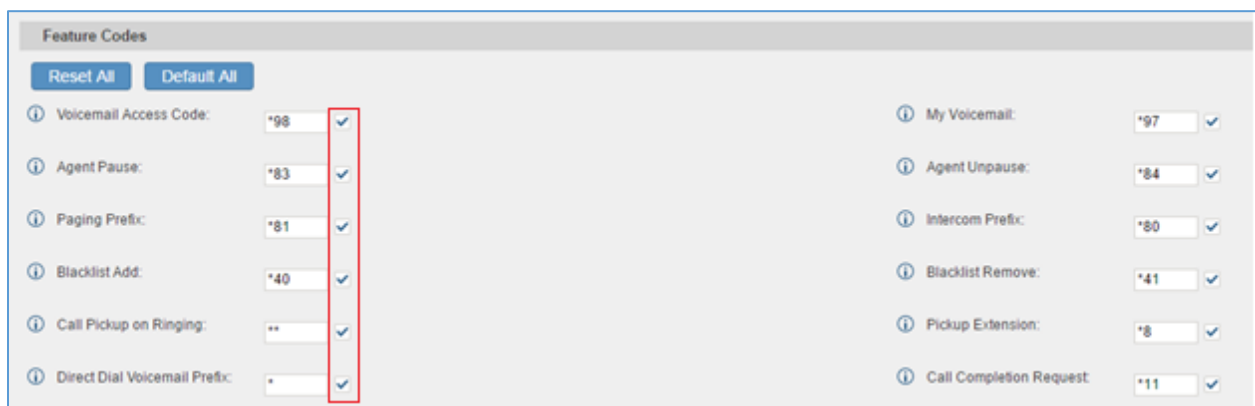 Feature Codes
Reset All Default All
Voicemail Access Code: *98 My Voicemail: *97
Agent Pause: *83 Agent Unpause: *84
Paging Prefix: *81 Intercom Prefix: *80
Blacklist Add: *40 Blacklist Remove: *41
Call Pickup on Ringing: ** Pickup Extension: *8
Direct Dial Voicemail Prefix: * Call Completion Request: *11